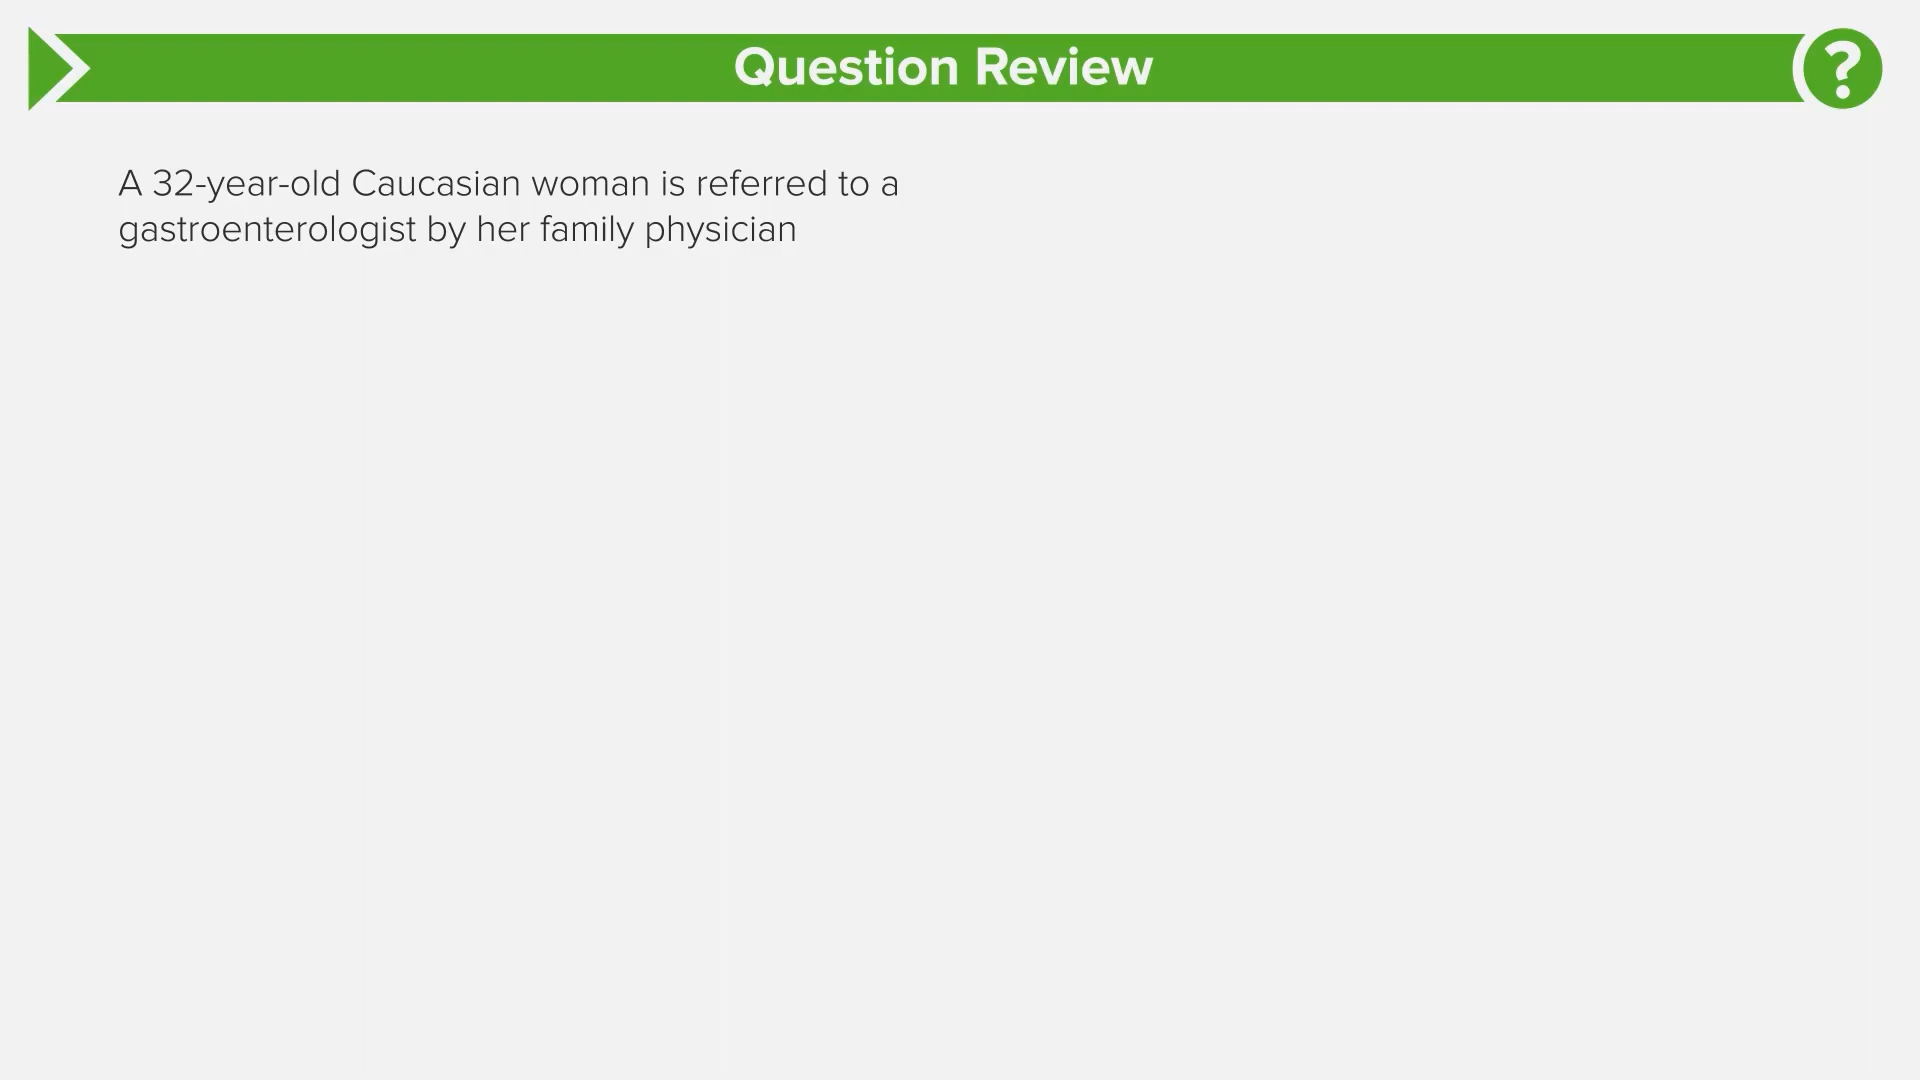 Question Review
?
A 32-year-old Caucasian woman is referred to a
gastroenterologist by her family physician